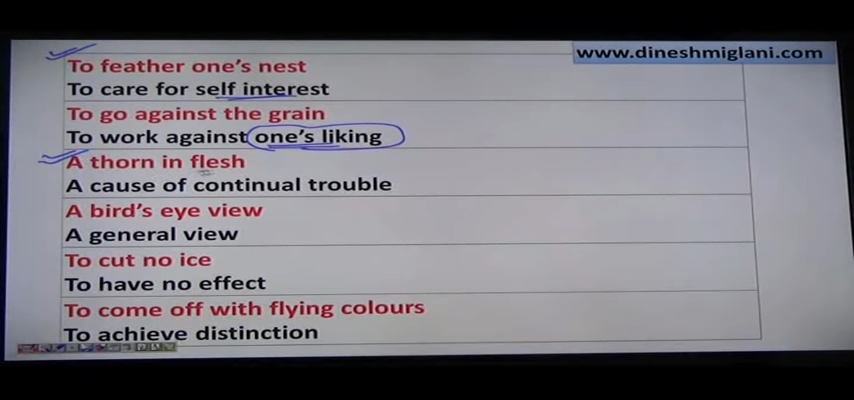 www.dineshmiglani.com
To feather one's nest
To care for self interest
To go against the grain
To work against one's liking
A thorn in flesh
A cause of continual trouble
A bird's eye view
A general view
To cut no ice
To have no effect
To come off with flying colours
To achieve distinction